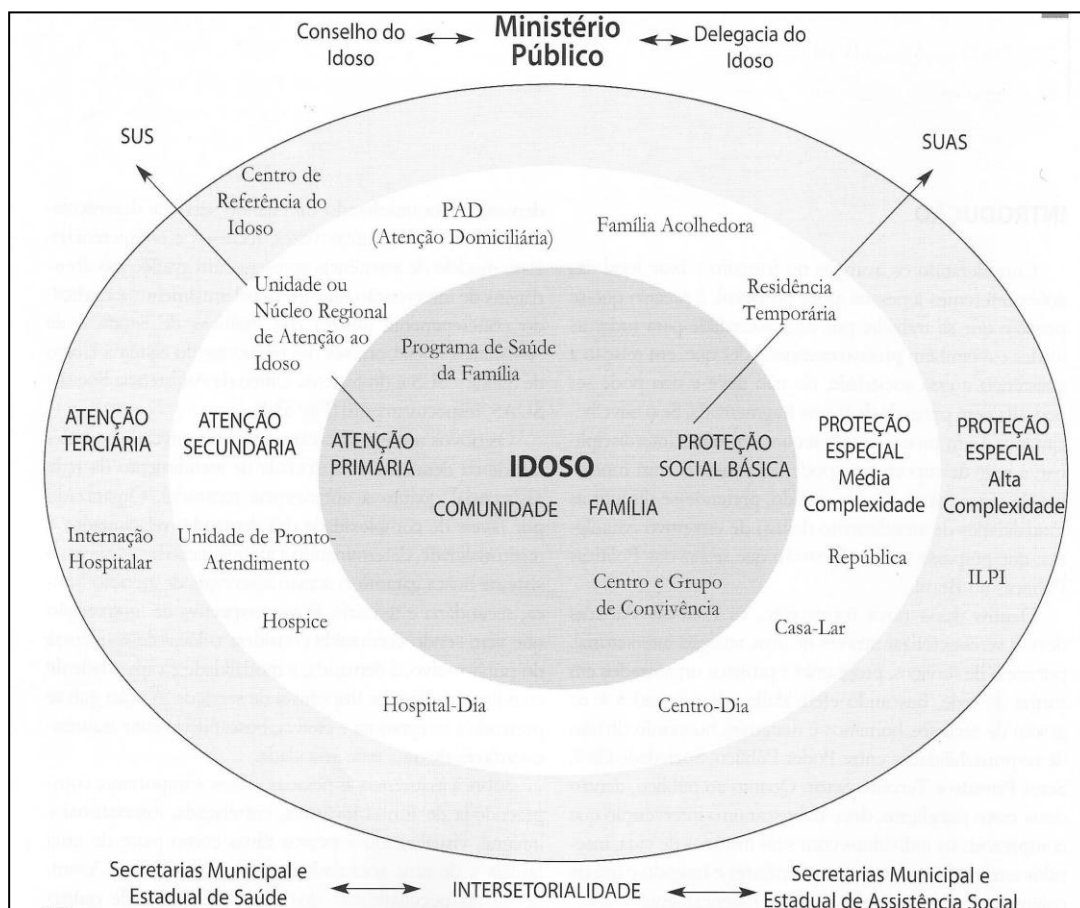 Conselho do
Idoso
Ministério
Público
Delegacia do
Idoso
SUS
SUAS
Centro de
Referência do
Idoso
PAD
(Atenção Domiciliária)
Família Acolhedora
Unidade ou
Núcleo Regional
de Atenção ao
Idoso
Residência
Temporária
Programa de Saúde
da Família
ATENÇÃO
TERCIÁRIA
ATENÇÃO
SECUNDÁRIA
ATENÇÃO
PRIMÁRIA
IDOSO
PROTEÇÃO
SOCIAL BÁSICA
PROTEÇÃO
ESPECIAL
Média
Complexidade
PROTEÇÃO
ESPECIAL
Alta
Complexidade
COMUNIDADE
FAMÍLIA
Internação
Hospitalar
Unidade de Pronto-
Atendimento
República
ILPI
Hospice
Centro e Grupo
de Convivência
Casa-Lar
Hospital-Dia
Centro-Dia
Secretarias Municipal e
Estadual de Saúde
INTERSETORIALIDADE
Secretarias Municipal e
Estadual de Assistência Social